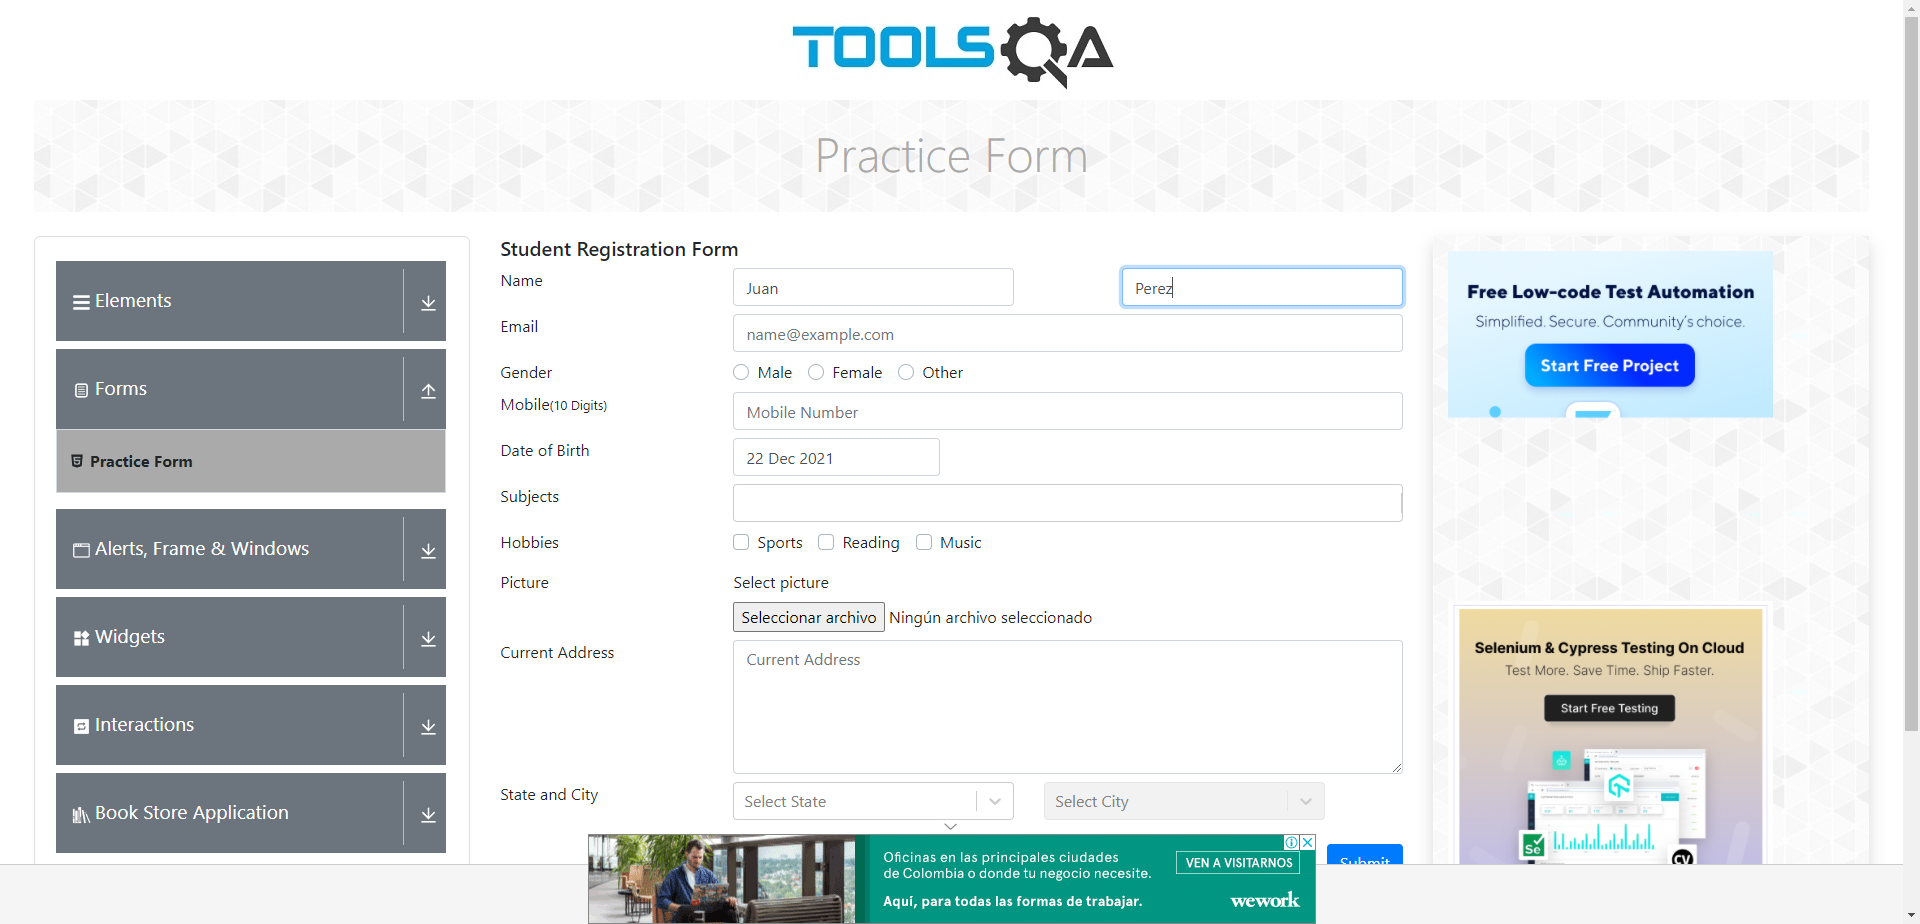 TOOLSQA
Practice Form
Elements
Forms
Practice Form
Alerts, Frame & Windows
Widgets
Interactions
Book Store Application
Student Registration Form
Name
Juan
Perez
Email
name@example.com
Gender
Male
Female
Other
Mobile(10 Digits)
Mobile Number
Date of Birth
22 Dec 2021
Subjects
Hobbies
Sports
Reading
Music
Picture
Select picture
Seleccionar archivo Ningún archivo seleccionado
Current Address
Current Address
State and City
Select State
Select City
Submit
Free Low-code Test Automation
Simplified. Secure. Community's choice.
Start Free Project
Selenium & Cypress Testing On Cloud
Test More. Save Time. Ship Faster.
Start Free Testing
Se
CV
Oficinas en las principales ciudades
de Colombia o donde tu negocio necesite.
Aquí, para todas las formas de trabajar.
VEN A VISITARNOS
wework